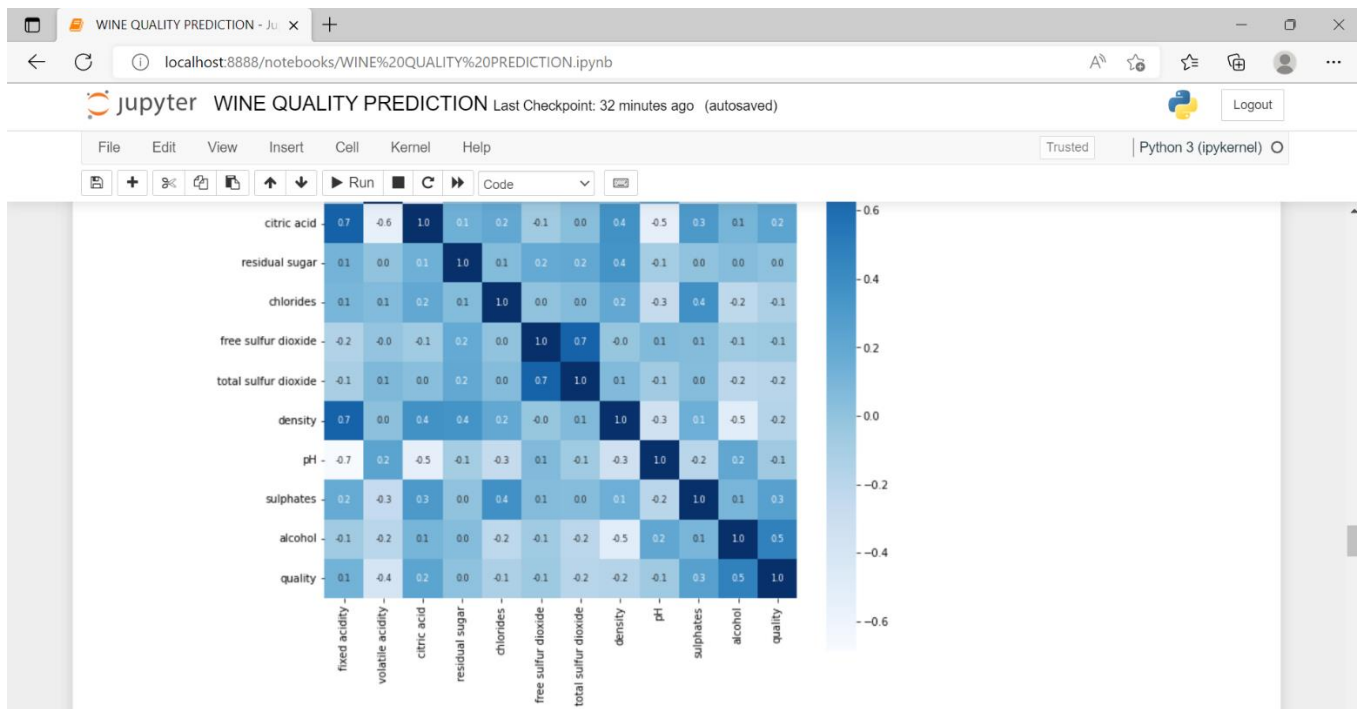 WINE QUALITY PREDICTION - Ju
localhost:8888/notebooks/WINE%20QUALITY%20PREDICTION.ipynb
jupyter WINE QUALITY PREDICTION Last Checkpoint: 32 minutes ago (autosaved)
Logout
File Edit View Insert Cell Kernel Help
Trusted Python 3 (ipykernel)
Run Code
citric acid 0.7 -0.6 1.0 0.1 0.2 -0.1 0.0 0.4 -0.5 0.3 0.1 0.2
residual sugar 0.1 0.0 0.1 1.0 0.1 0.2 0.2 0.4 -0.1 0.0 0.0 0.0
chlorides 0.1 0.1 0.2 0.1 1.0 0.0 0.0 0.2 -0.3 0.4 -0.2 -0.1
free sulfur dioxide -0.2 -0.0 -0.1 0.2 0.0 1.0 0.7 -0.0 0.1 0.1 -0.1 -0.1
total sulfur dioxide -0.1 0.1 0.0 0.2 0.0 0.7 1.0 0.1 -0.1 0.0 -0.2 -0.2
density 0.7 0.0 0.4 0.4 0.2 -0.0 0.1 1.0 -0.3 0.1 -0.5 -0.2
pH -0.7 0.2 -0.5 -0.1 -0.3 0.1 -0.1 -0.3 1.0 -0.2 0.2 -0.1
sulphates 0.2 -0.3 0.3 0.0 0.4 0.1 0.0 0.1 -0.2 1.0 0.1 0.3
alcohol -0.1 -0.2 0.1 0.0 -0.2 -0.1 -0.2 -0.5 0.2 0.1 1.0 0.5
quality 0.1 -0.4 0.2 0.0 -0.1 -0.1 -0.2 -0.2 -0.1 0.3 0.5 1.0
fixed acidity
volatile acidity
citric acid
residual sugar
chlorides
free sulfur dioxide
total sulfur dioxide
density
pH
sulphates
alcohol
quality
0.6
0.4
0.2
0.0
-0.2
-0.4
-0.6